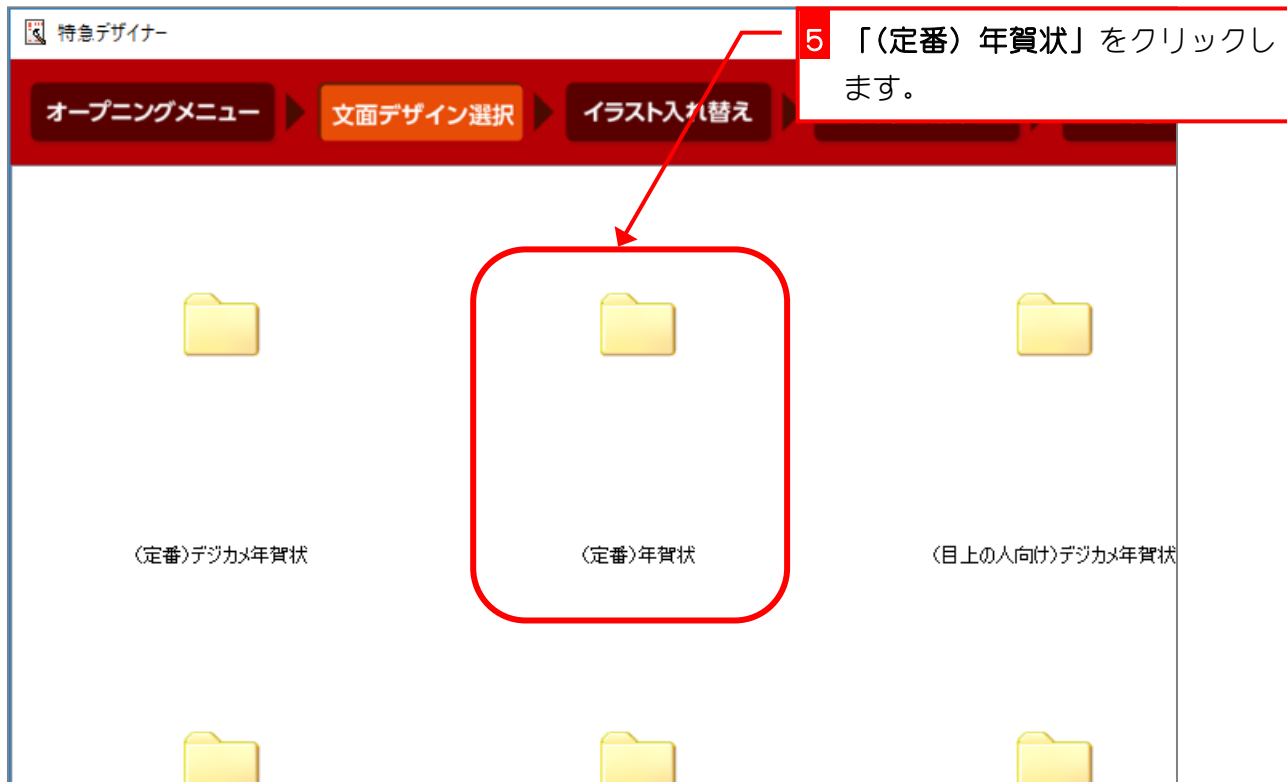 特急デザイナー
5 「(定番) 年賀状」をクリックし
ます。
オープニングメニュー 文面デザイン選択 イラスト入れ替え
(定番)デジカメ年賀状 (定番)年賀状 (目上の人向け)デジカメ年賀状